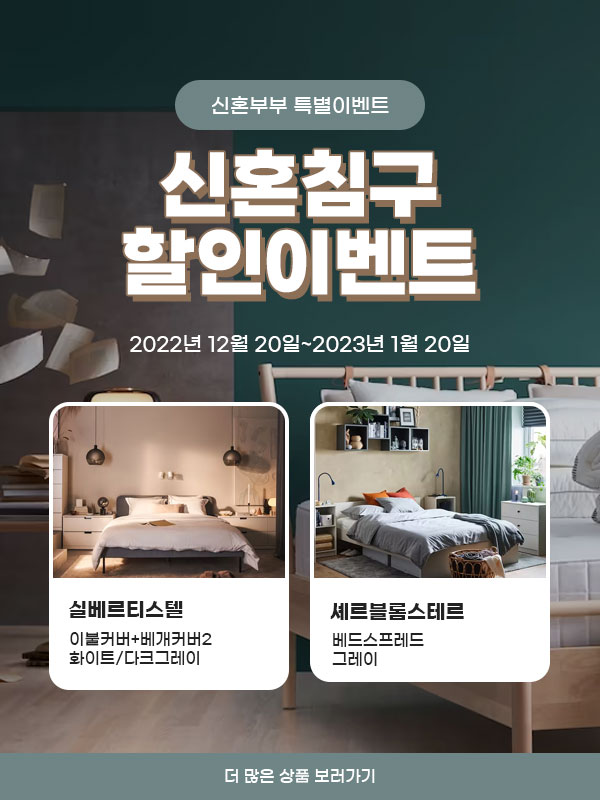 신혼부부 특별이벤트
신혼침구
할인이벤트
2022년 12월 20일~2023년 1월 20일
실베르티스텔
이불커버+베개커버2
화이트/다크그레이
셰르블롬스테르
베드스프레드
그레이
더 많은 상품 보러가기